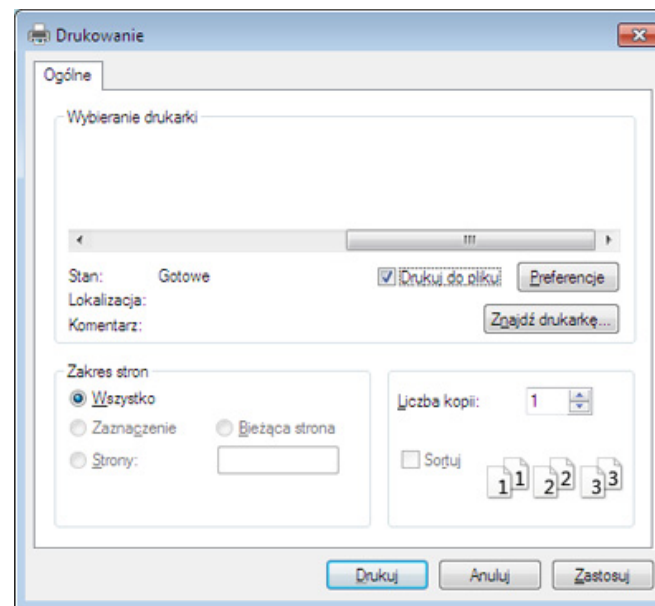 Drukowanie
Ogólne
Wybieranie drukarki
Stan: Gotowe
Drukuj do pliku Preferencje
Lokalizacja:
Komentarz:
Znajdź drukarkę...
Zakres stron
Wszystko
Zaznaczenie Bieżąca strona
Strony:
Liczba kopii: 1
Sortuj
1 1 2 2 3 3
Drukuj Anuluj Zastosuj